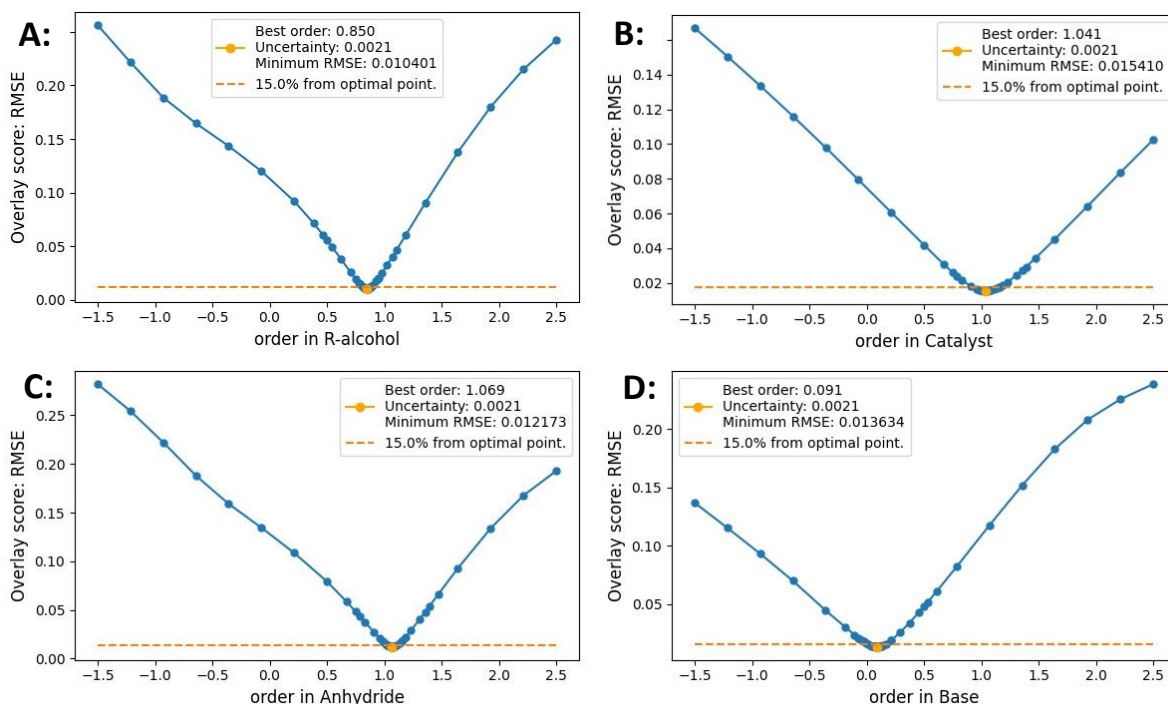 A:
Best order: 0.850
Uncertainty: 0.0021
Minimum RMSE: 0.010401
15.0% from optimal point.
Overlay score: RMSE
0.25
0.20
0.15
0.10
0.05
0.00
−1.5 −1.0 −0.5 0.0 0.5 1.0 1.5 2.0 2.5
order in R-alcohol
B:
Best order: 1.041
Uncertainty: 0.0021
Minimum RMSE: 0.015410
15.0% from optimal point.
Overlay score: RMSE
0.14
0.12
0.10
0.08
0.06
0.04
0.02
−1.5 −1.0 −0.5 0.0 0.5 1.0 1.5 2.0 2.5
order in Catalyst
C:
Best order: 1.069
Uncertainty: 0.0021
Minimum RMSE: 0.012173
15.0% from optimal point.
Overlay score: RMSE
0.25
0.20
0.15
0.10
0.05
0.00
−1.5 −1.0 −0.5 0.0 0.5 1.0 1.5 2.0 2.5
order in Anhydride
D:
Best order: 0.091
Uncertainty: 0.0021
Minimum RMSE: 0.013634
15.0% from optimal point.
Overlay score: RMSE
0.20
0.15
0.10
0.05
−1.5 −1.0 −0.5 0.0 0.5 1.0 1.5 2.0 2.5
order in Base